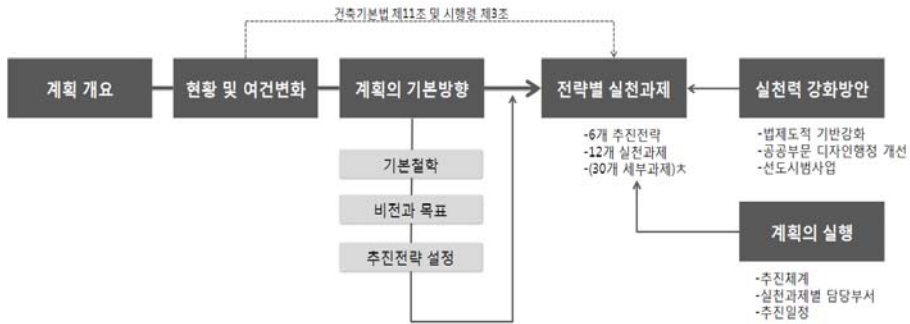 건축기본법 제11조 및 시행령 제3조
계획 개요
현황 및 여건변화
계획의 기본방향
전략별 실천과제
실천력 강화방안
기본철학
비전과 목표
추진전략 설정
-6개 추진전략
-12개 실천과제
-(30개 세부과제)ㅊ
-법제도적 기반강화
-공공부문 디자인행정 개선
-선도시범사업
계획의 실행
-추진체계
-실천과제별 담당부서
-추진일정